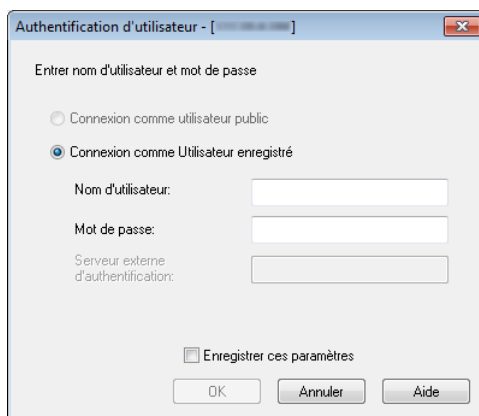 Authentification d'utilisateur - [ ]
Entrer nom d'utilisateur et mot de passe
Connexion comme utilisateur public
Connexion comme Utilisateur enregistré
Nom d'utilisateur:
Mot de passe:
Serveur externe
d'authentification:
Enregistrer ces paramètres
OK Annuler Aide